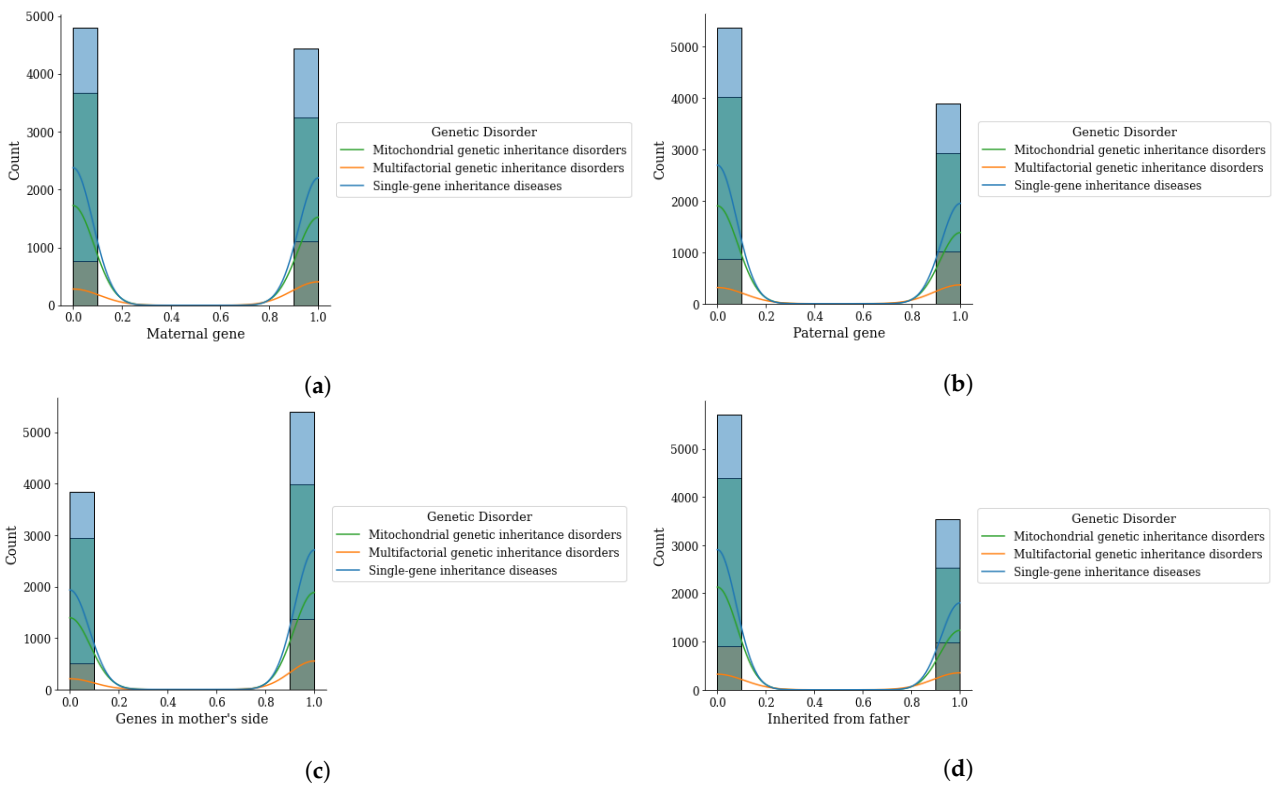 5000
4000
3000
2000
1000
0
Count
0.0 0.2 0.4 0.6 0.8 1.0
Maternal gene
Genetic Disorder
Mitochondrial genetic inheritance disorders
Multifactorial genetic inheritance disorders
Single-gene inheritance diseases
(a)
5000
4000
3000
2000
1000
0
Count
0.0 0.2 0.4 0.6 0.8 1.0
Paternal gene
Genetic Disorder
Mitochondrial genetic inheritance disorders
Multifactorial genetic inheritance disorders
Single-gene inheritance diseases
(b)
5000
4000
3000
2000
1000
0
Count
0.0 0.2 0.4 0.6 0.8 1.0
Genes in mother's side
Genetic Disorder
Mitochondrial genetic inheritance disorders
Multifactorial genetic inheritance disorders
Single-gene inheritance diseases
(c)
5000
4000
3000
2000
1000
0
Count
0.0 0.2 0.4 0.6 0.8 1.0
Inherited from father
Genetic Disorder
Mitochondrial genetic inheritance disorders
Multifactorial genetic inheritance disorders
Single-gene inheritance diseases
(d)